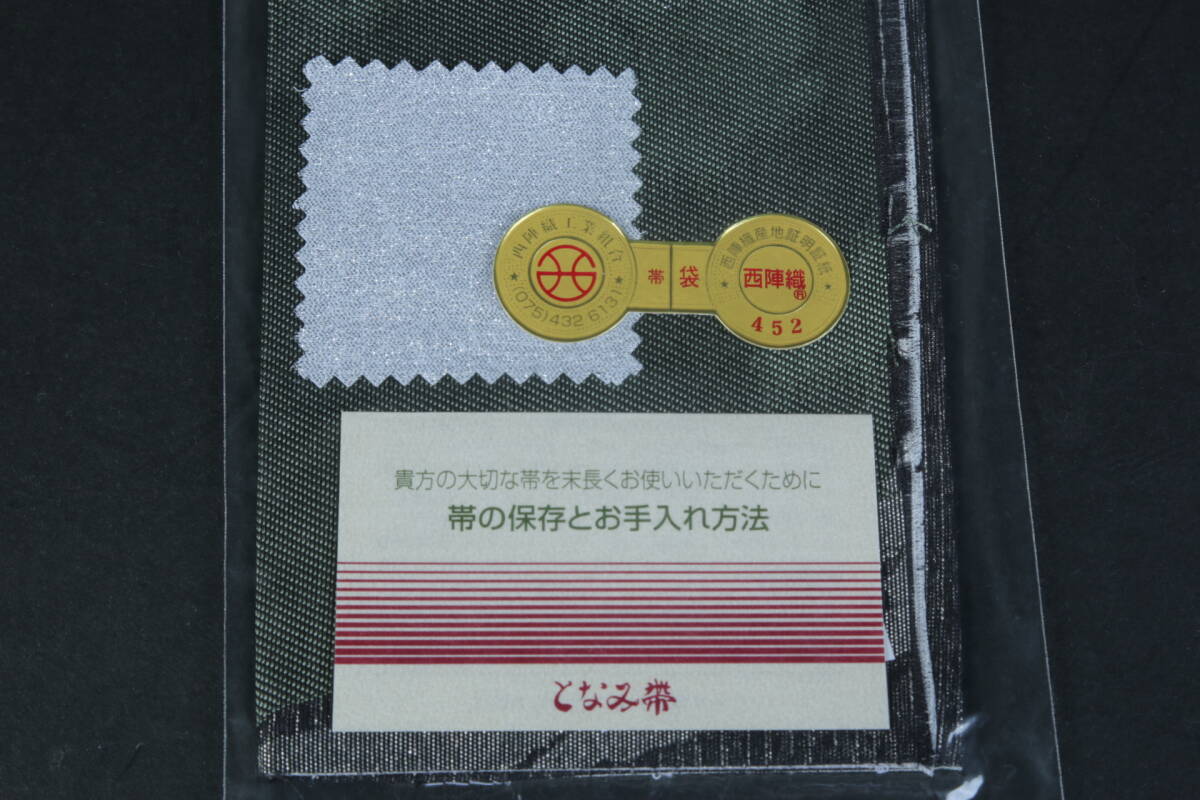 西陣織工業組合
(075)432 6131
帯
袋
西陣織産地証明証紙
西陣織
452
貴方の大切な帯を末長くお使いいただくために
帯の保存とお手入れ方法
となみ帯